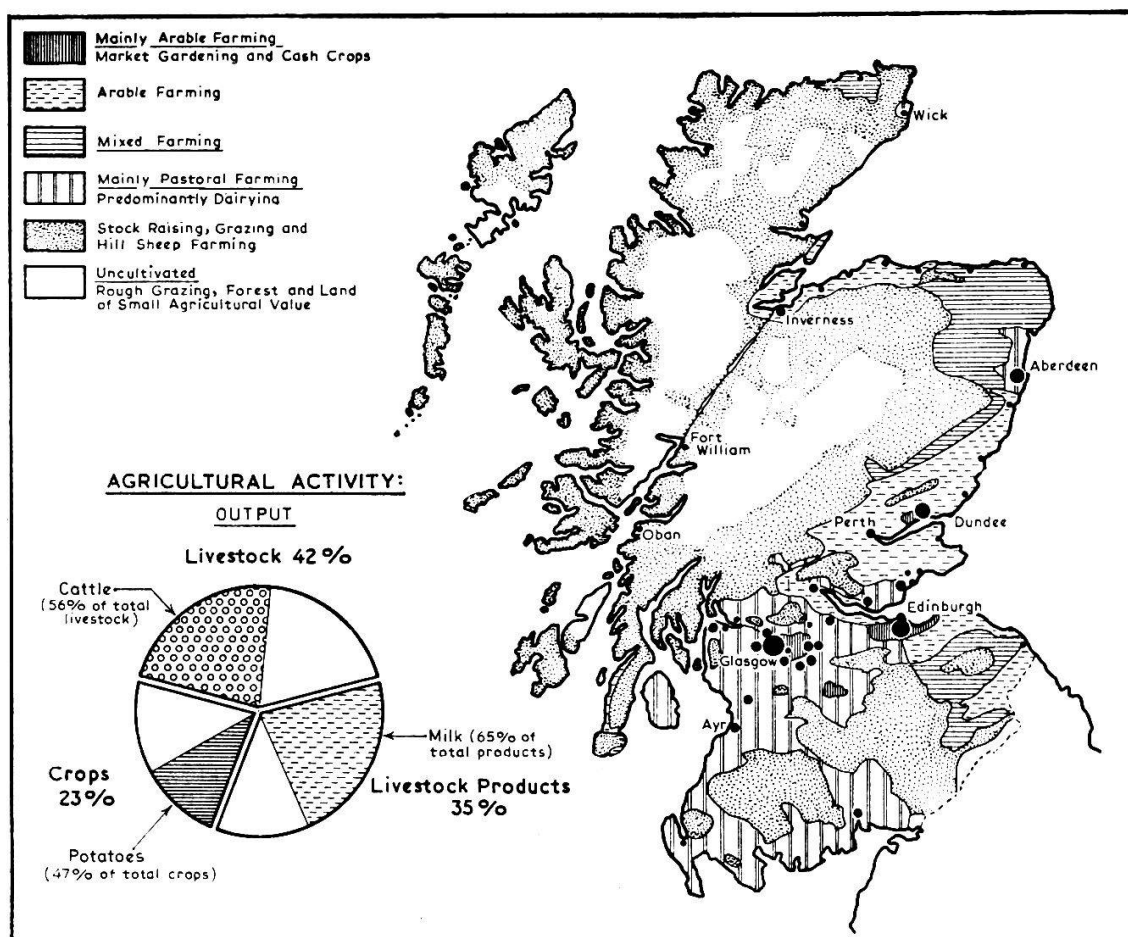 Mainly Arable Farming
Market Gardening and Cash Crops
Arable Farming
Mixed Farming
Mainly Pastoral Farming
Predominantly Dairying
Stock Raising, Grazing and
Hill Sheep Farming
Uncultivated
Rough Grazing, Forest and Land
of Small Agricultural Value
Wick
Inverness
Aberdeen
Fort
William
Perth
Dundee
Oban
Edinburgh
Glasgow
Ayr
AGRICULTURAL ACTIVITY:
OUTPUT
Livestock 42%
Cattle
(56% of total
livestock)
Milk (65% of
total products)
Livestock Products
35%
Crops
23%
Potatoes
(47% of total crops)